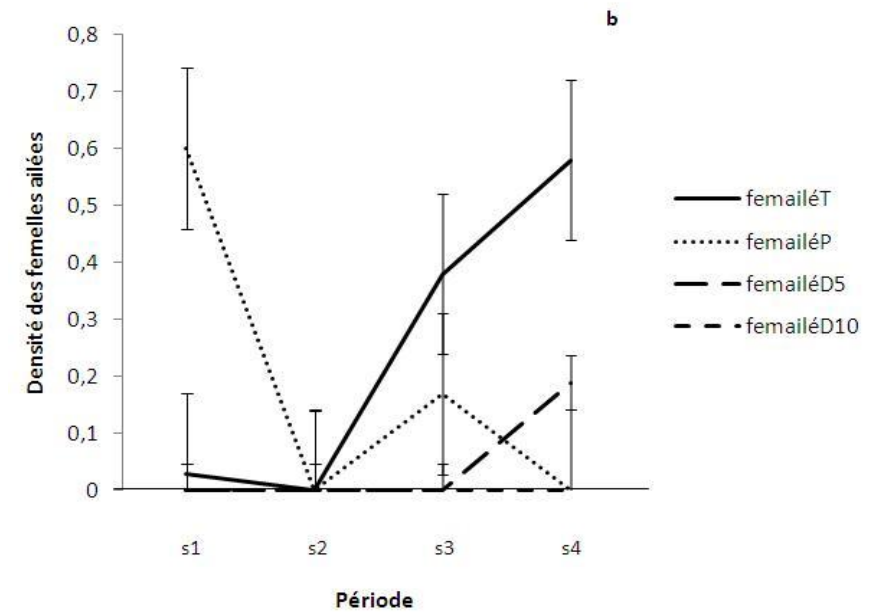 b
Densité des femelles ailées
0,8
0,7
0,6
0,5
0,4
0,3
0,2
0,1
0
s1 s2 s3 s4
Période
femailéT
femailéP
femailéD5
femailéD10